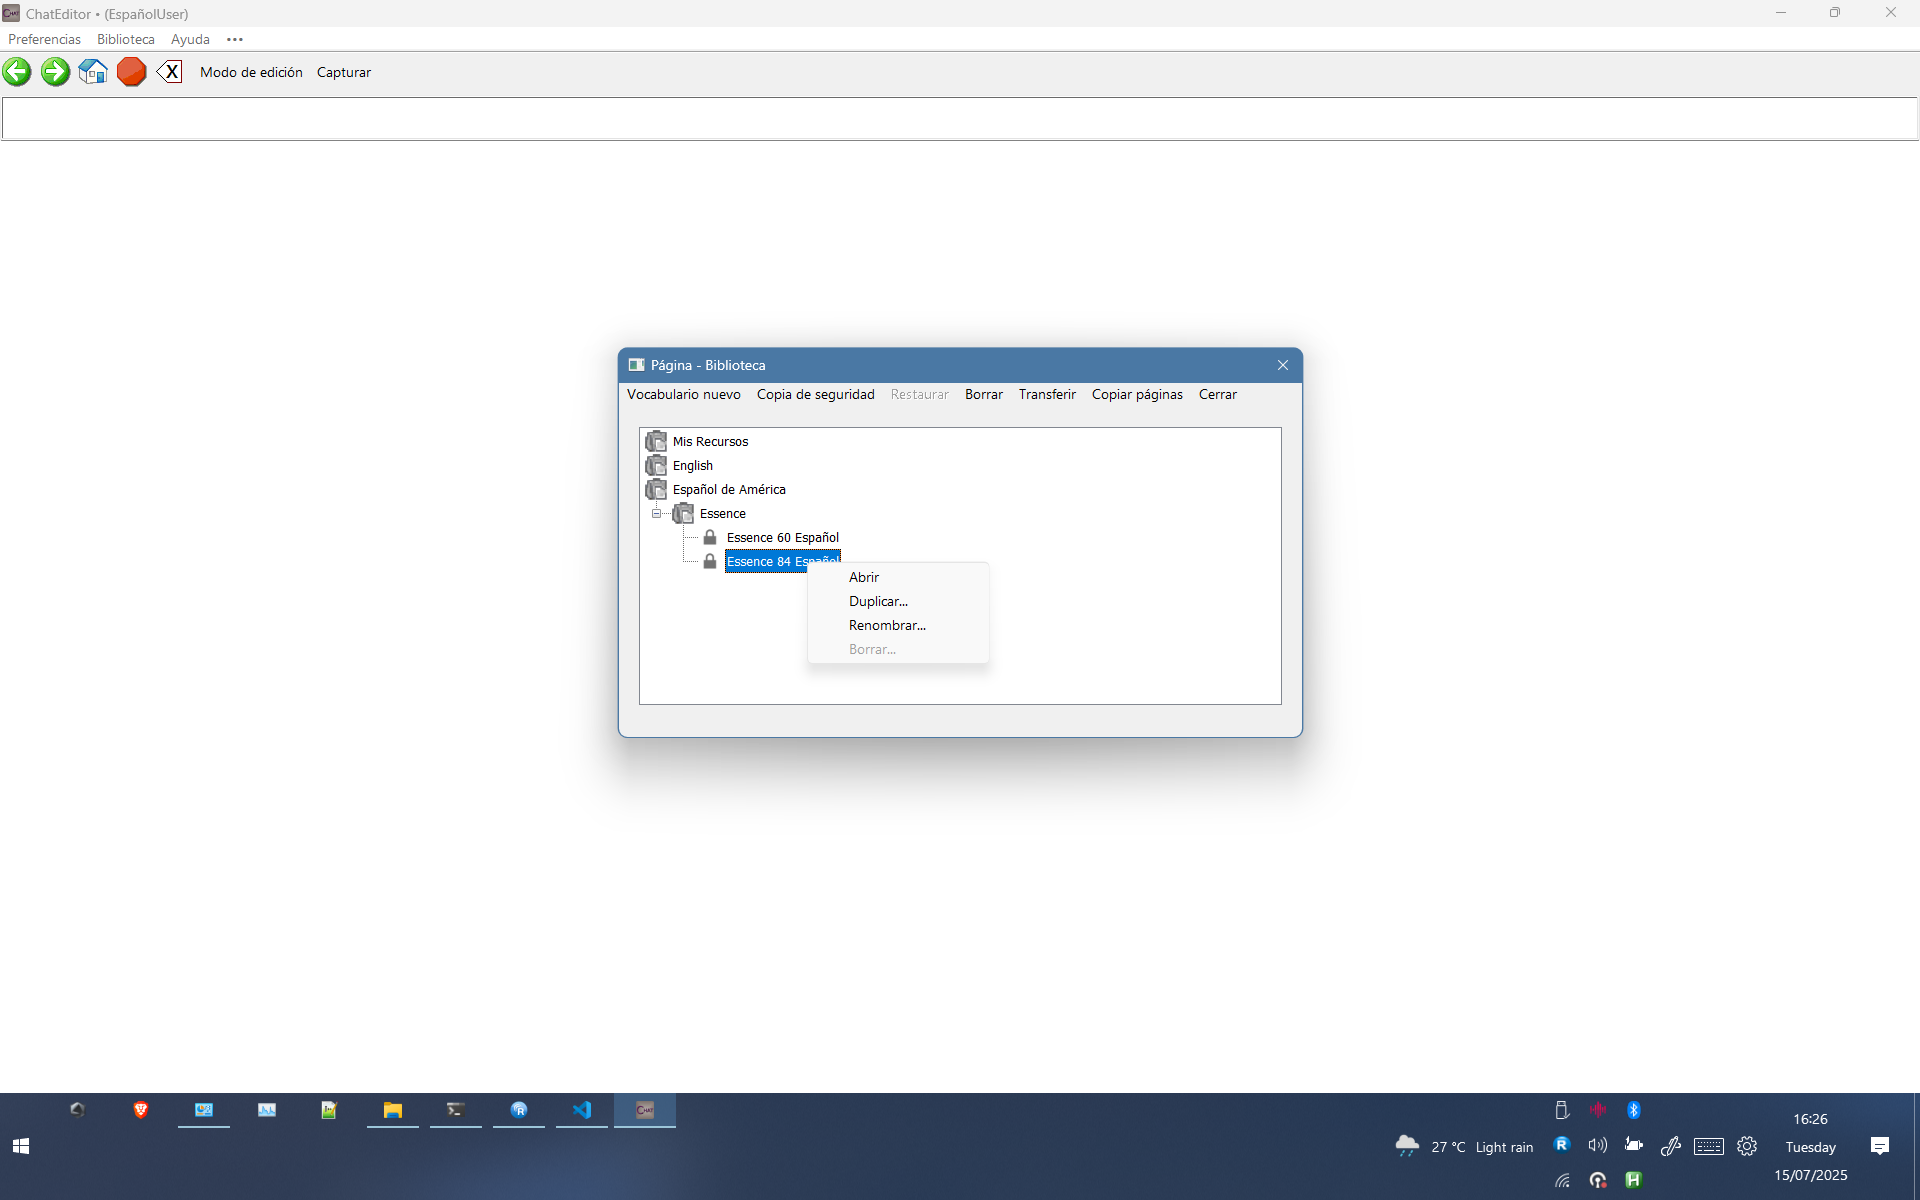 ChatEditor • (EspañolUser)
Preferencias Biblioteca Ayuda •••
X Modo de edición Capturar
Página - Biblioteca
Vocabulario nuevo Copia de seguridad Restaurar Borrar Transferir Copiar páginas Cerrar
Mis Recursos
English
Español de América
Essence
Essence 60 Español
Essence 84 Español
Abrir
Duplicar...
Renombrar...
Borrar...
16:26
27 °C Light rain
Tuesday
15/07/2025